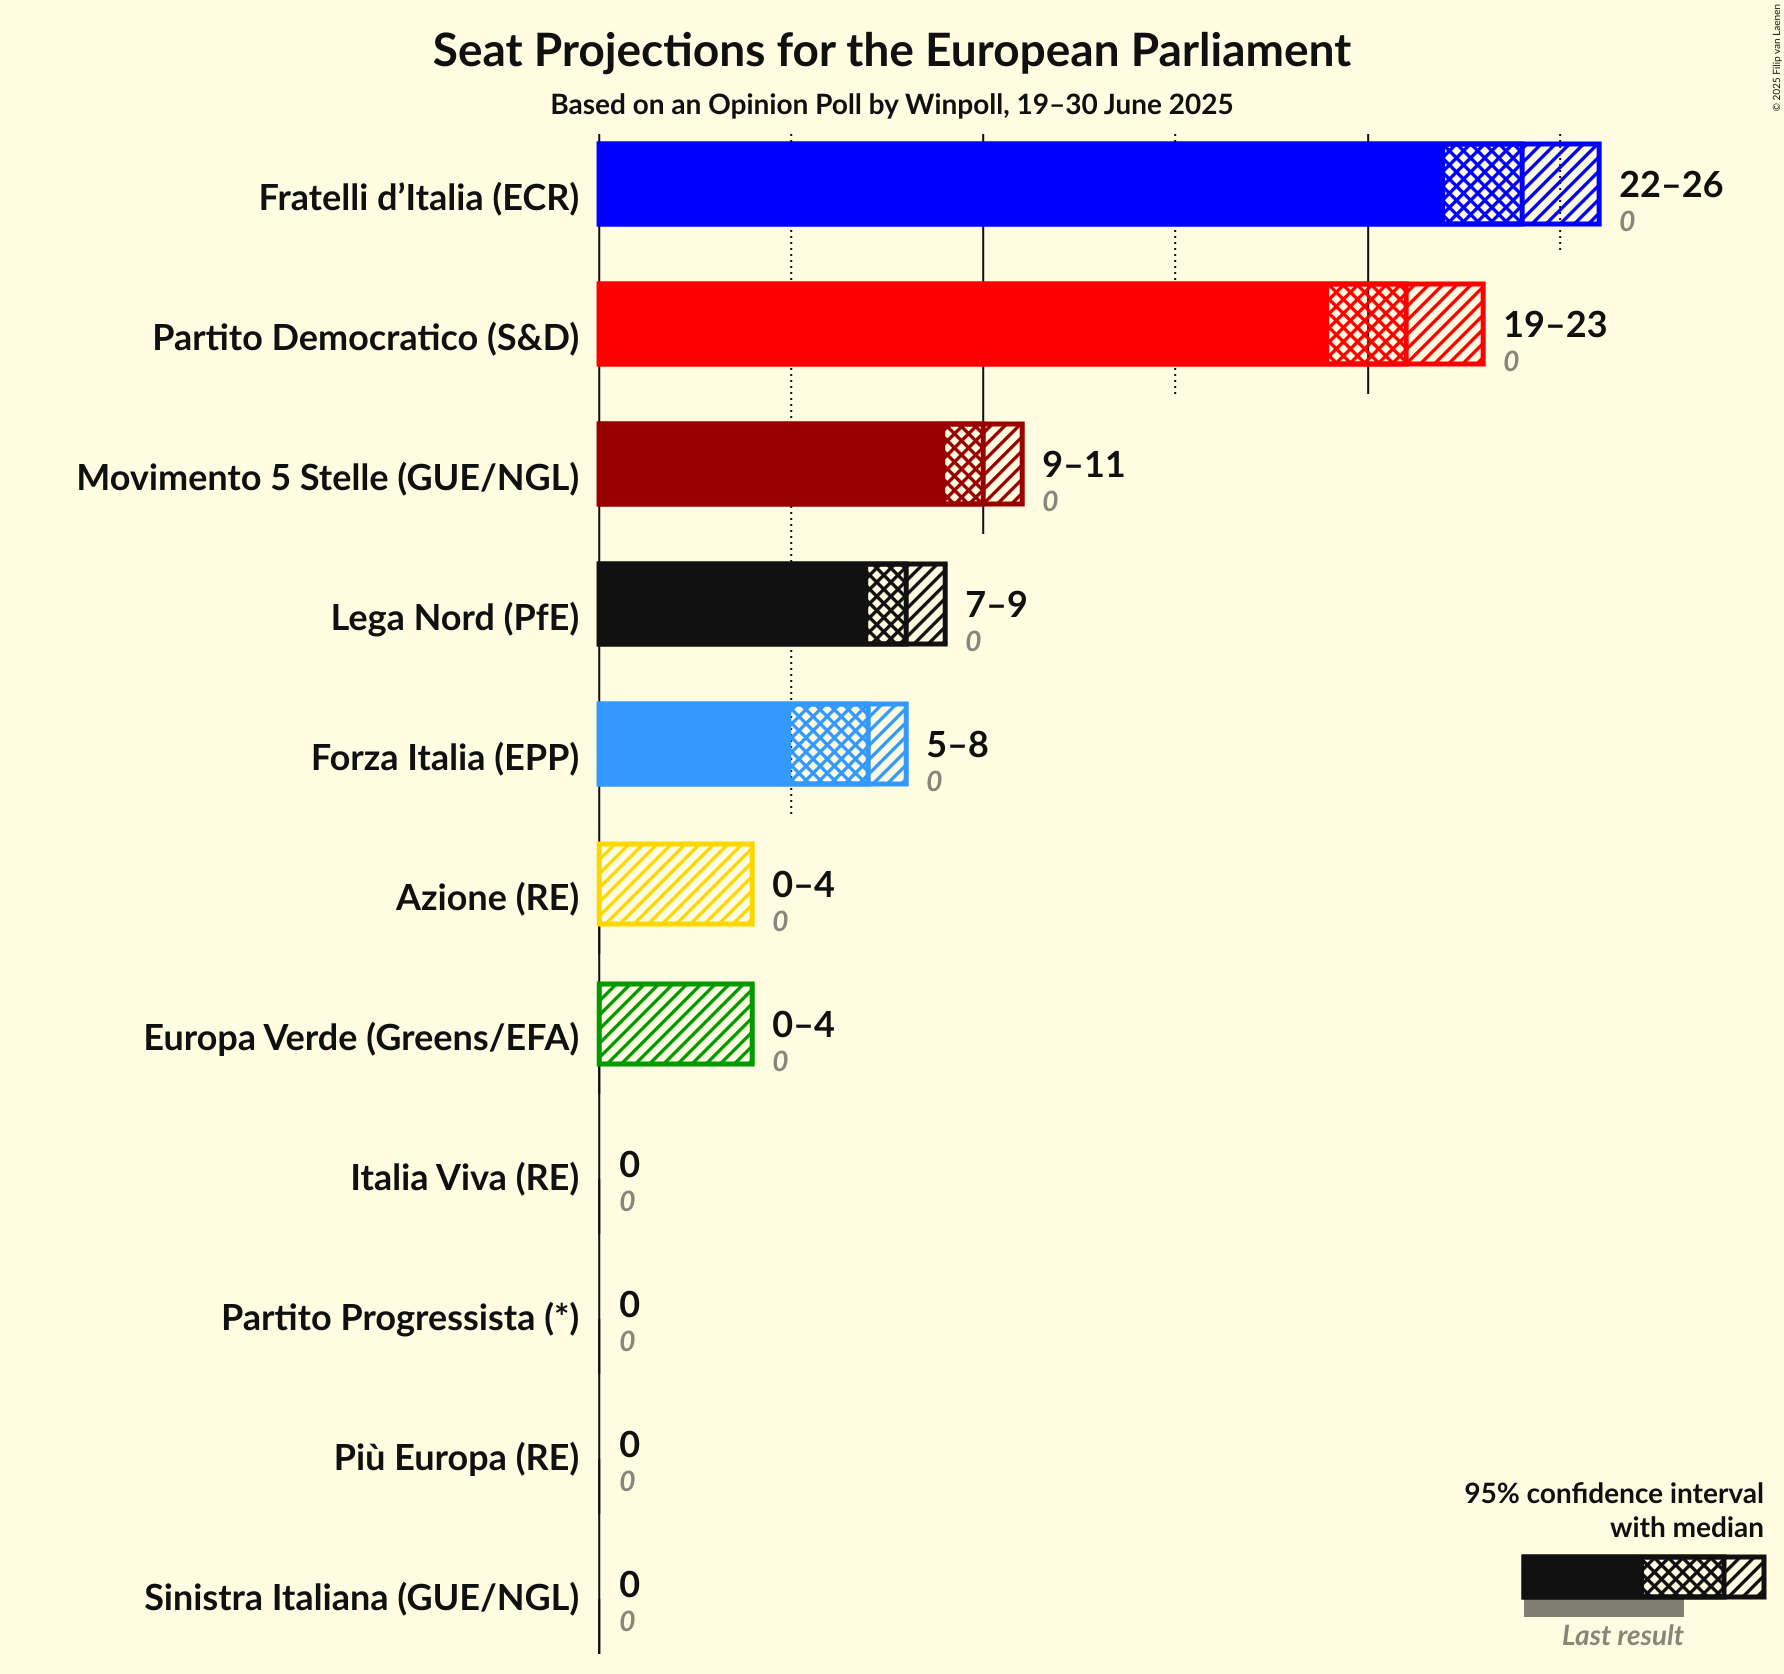 Seat Projections for the European Parliament
Based on an Opinion Poll by Winpoll, 19–30 June 2025
© 2025 Filip van Laenen
Fratelli d’Italia (ECR)
22–26
0
Partito Democratico (S&D)
19–23
0
Movimento 5 Stelle (GUE/NGL)
9–11
0
Lega Nord (PfE)
7–9
0
Forza Italia (EPP)
5–8
0
Azione (RE)
0–4
0
Europa Verde (Greens/EFA)
0–4
0
Italia Viva (RE)
0
0
Partito Progressista (*)
0
0
Più Europa (RE)
0
0
Sinistra Italiana (GUE/NGL)
0
0
95% confidence interval
with median
Last result